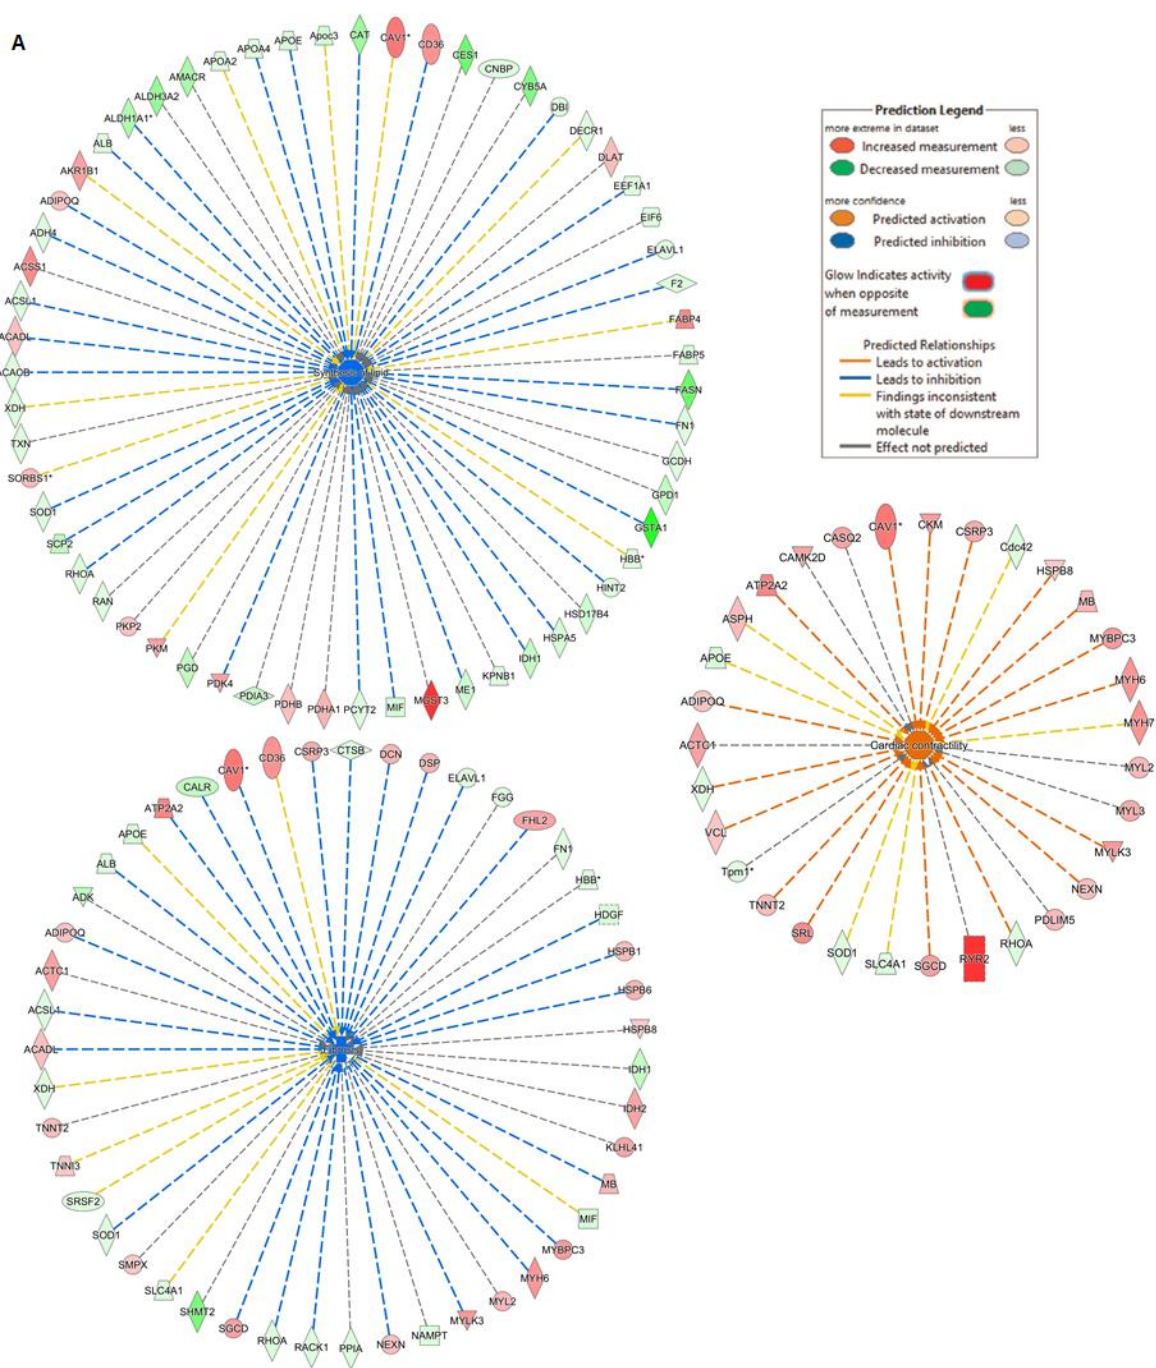 A
APOA2
APOA4
APOE
Apoc3
CAT
CAV1*
CD36
CES1
CNBP
CYB5A
DBI
DECR1
DLAT
EEF1A1
EIF6
ELAVL1
F2
FABP4
FABP5
FASN
FN1
GCDH
GPD1
GSTA1
HBB*
HINT2
HSD17B4
HSPA5
IDH1
KPNB1
ME1
MGST3
MIF
PCYT2
PDHA1
PDHB
PDIA3
PDK4
PGD
PKM
PKP2
RAN
RHOA
SCP2
SOD1
SORBS1*
TXN
XDH
ACAOB
ACADL
ACSL1
ACSS1
ADH4
ADIPOQ
AKR1B1
ALB
ALDH1A1*
ALDH3A2
AMACR
Synthesis of lipid
Prediction Legend
more extreme in dataset less
Increased measurement
Decreased measurement
more confidence less
Predicted activation
Predicted inhibition
Glow Indicates activity
when opposite
of measurement
Predicted Relationships
Leads to activation
Leads to inhibition
Findings inconsistent
with state of downstream
molecule
Effect not predicted
CAV1*
CKM
CSRP3
Cdc42
HSPB8
MB
MYBPC3
MYH6
MYH7
MYL2
MYL3
MYLK3
NEXN
PDLIM5
RHOA
RYR2
SGCD
SLC4A1
SOD1
SRL
TNNT2
Tpm1*
VCL
XDH
ACTC1
ADIPOQ
APOE
ASPH
ATP2A2
CAMK2D
CASQ2
Cardiac contractility
CAV1*
CD36
CSRP3
CTSB
DCN
DSP
ELAVL1
FGG
FHL2
FN1
HBB*
HDGF
HSPB1
HSPB6
HSPB8
IDH1
IDH2
KLHL41
MB
MIF
MYBPC3
MYH6
MYL2
MYLK3
NAMPT
NEXN
PPIA
RACK1
RHOA
SGCD
SHMT2
SLC4A1
SMPX
SOD1
SRSF2
TNNI3
TNNT2
XDH
ACADL
ACSL1
ACTC1
ADIPOQ
ADK
ALB
APOE
ATP2A2
CALR